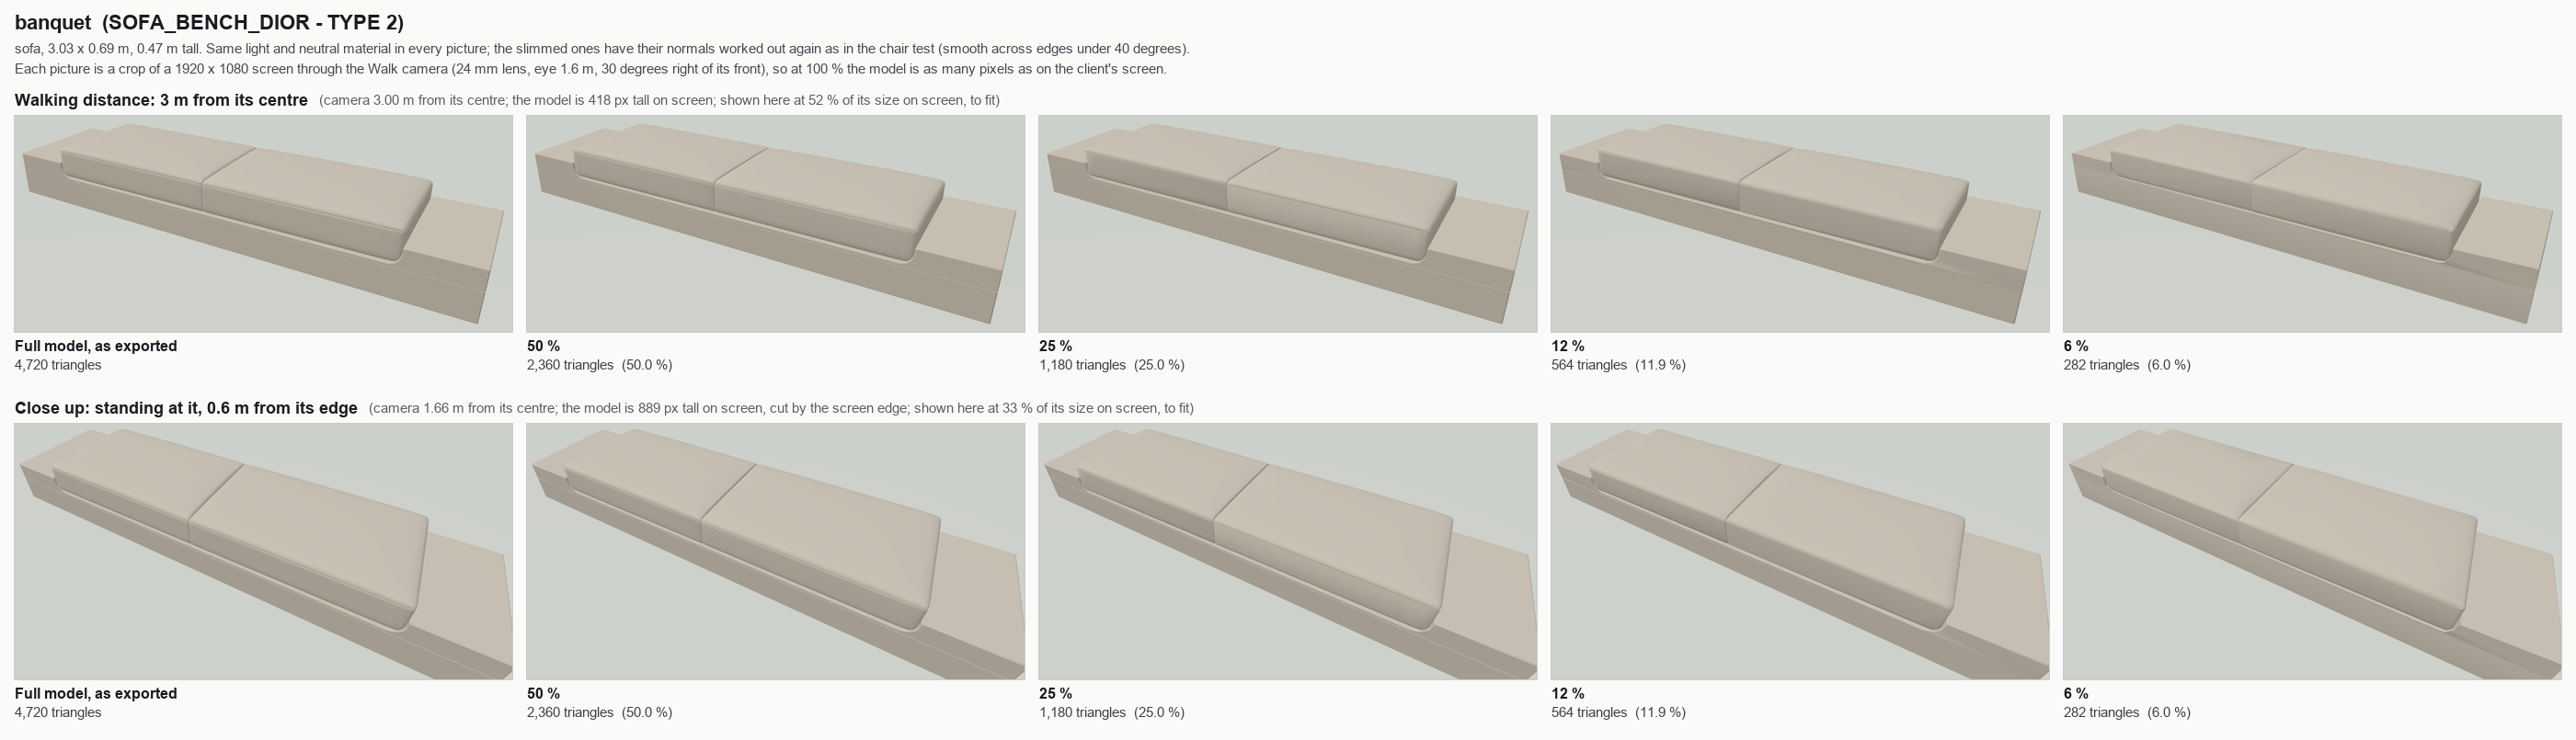 banquet (SOFA_BENCH_DIOR - TYPE 2)
sofa, 3.03 x 0.69 m, 0.47 m tall. Same light and neutral material in every picture; the slimmed ones have their normals worked out again as in the chair test (smooth across edges under 40 degrees).
Each picture is a crop of a 1920 x 1080 screen through the Walk camera (24 mm lens, eye 1.6 m, 30 degrees right of its front), so at 100 % the model is as many pixels as on the client's screen.
Walking distance: 3 m from its centre (camera 3.00 m from its centre; the model is 418 px tall on screen; shown here at 52 % of its size on screen, to fit)
Full model, as exported 50 % 25 % 12 % 6 %
4,720 triangles 2,360 triangles (50.0 %) 1,180 triangles (25.0 %) 564 triangles (11.9 %) 282 triangles (6.0 %)
Close up: standing at it, 0.6 m from its edge (camera 1.66 m from its centre; the model is 889 px tall on screen, cut by the screen edge; shown here at 33 % of its size on screen, to fit)
Full model, as exported 50 % 25 % 12 % 6 %
4,720 triangles 2,360 triangles (50.0 %) 1,180 triangles (25.0 %) 564 triangles (11.9 %) 282 triangles (6.0 %)